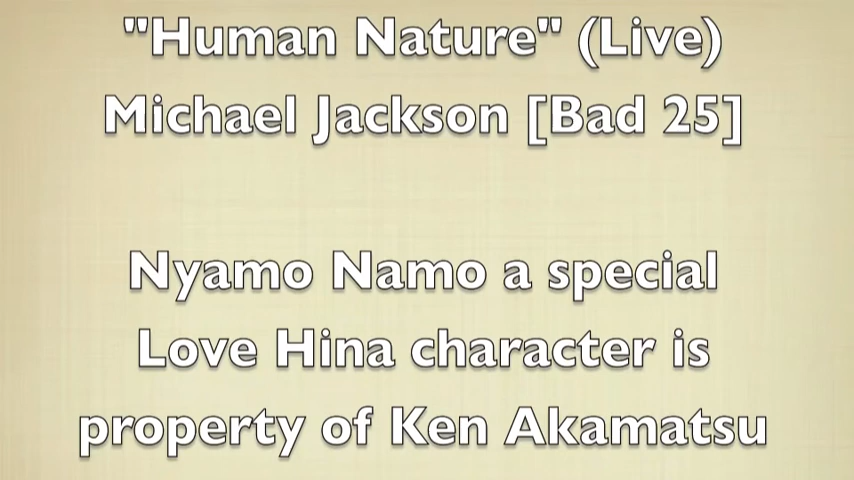 "Human Nature" (Live)
Michael Jackson [Bad 25]
Nyamo Namo a special
Love Hina character is
property of Ken Akamatsu